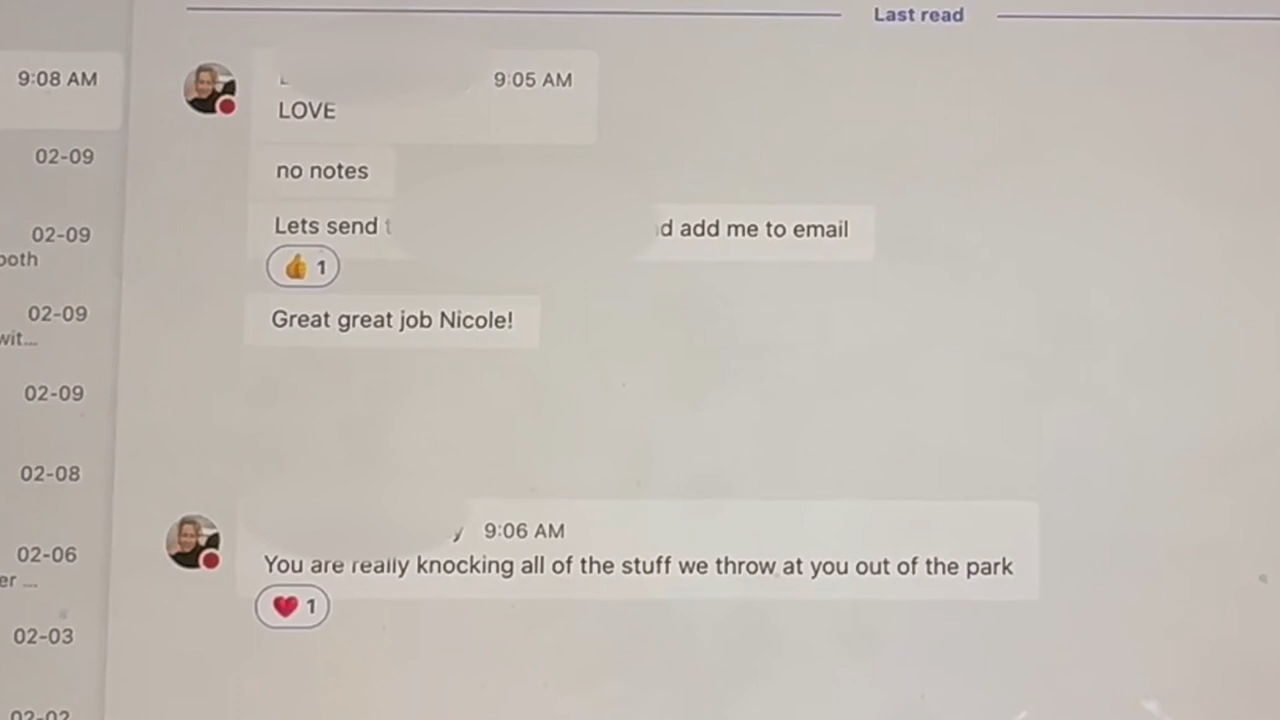 Last read
9:08 AM
02-09
02-09
ooth
02-09
wit...
02-09
02-08
02-06
er ...
02-03
02-02
9:05 AM
LOVE
no notes
Lets send
add me to email
👍 1
Great great job Nicole!
9:06 AM
You are really knocking all of the stuff we throw at you out of the park
❤️ 1